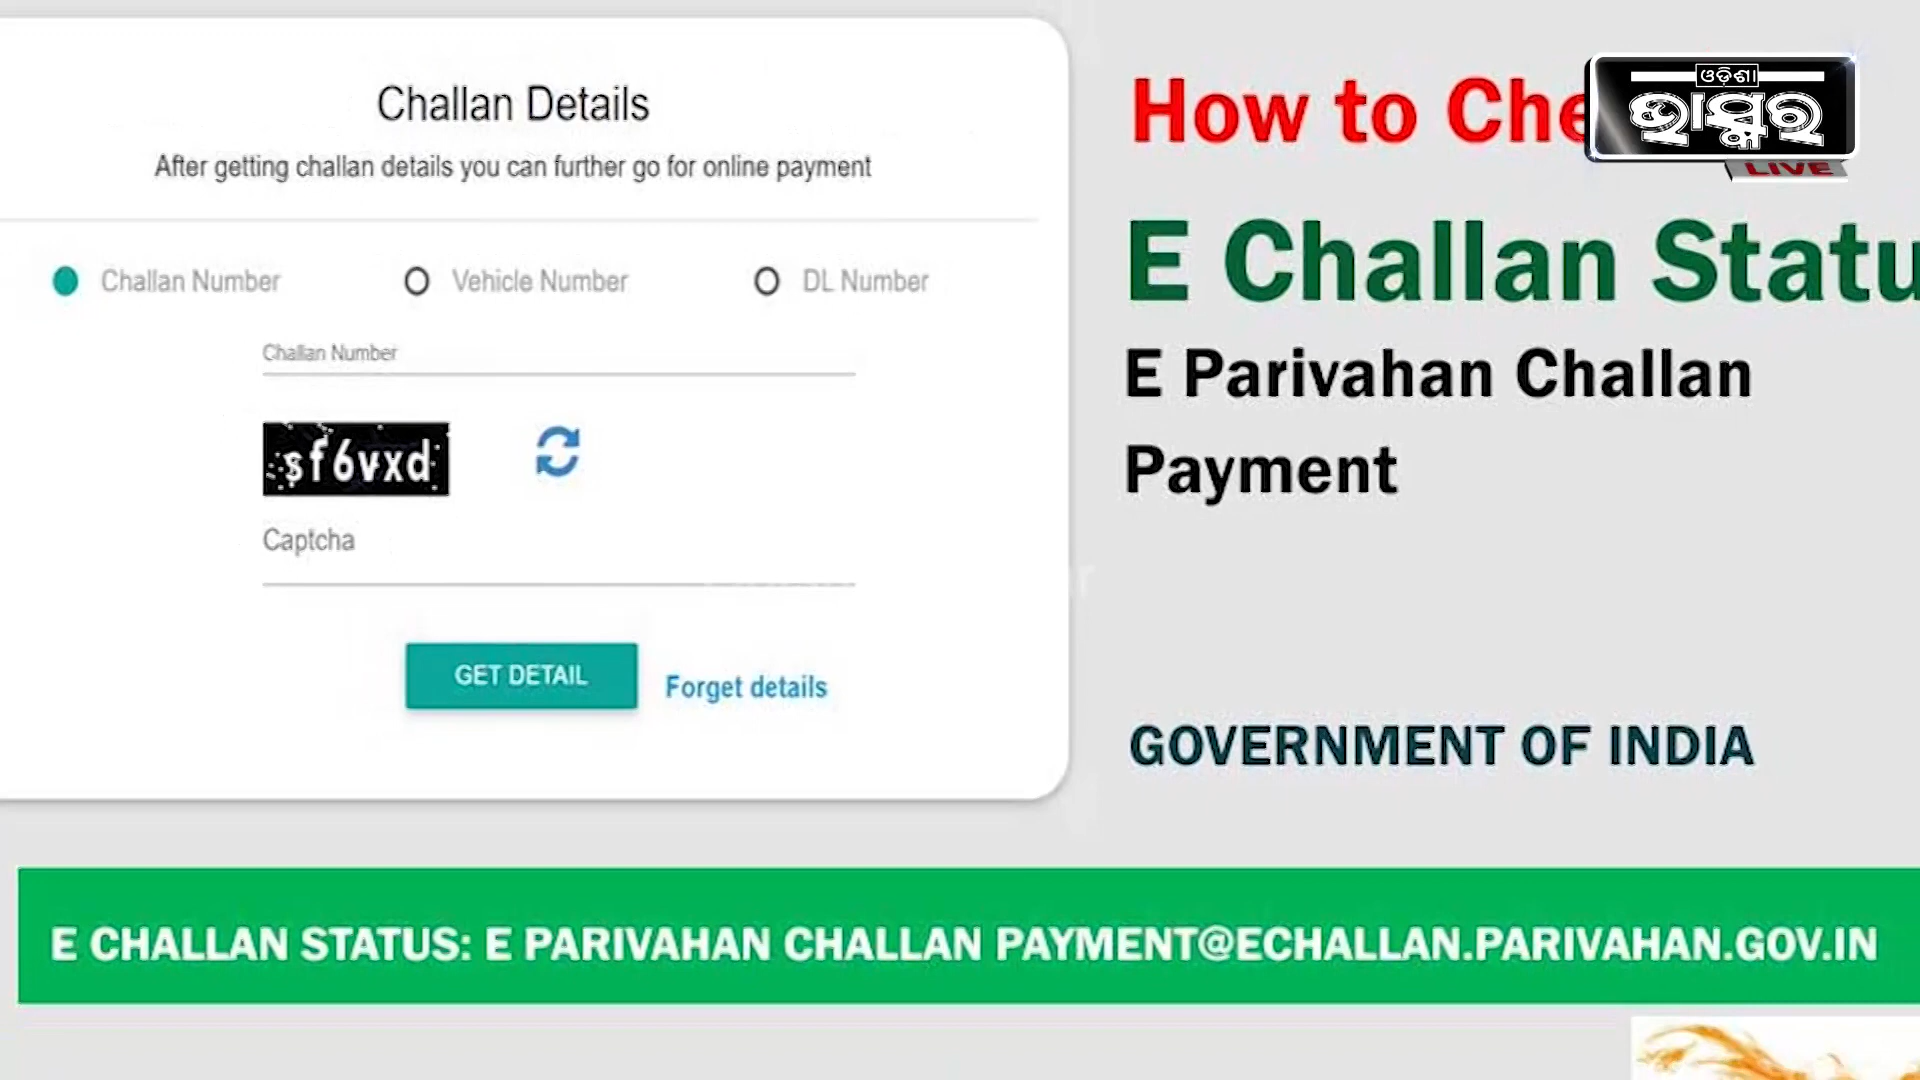 Challan Details
After getting challan details you can further go for online payment
Challan Number
Vehicle Number
DL Number
Challan Number
sf6vxd
Captcha
GET DETAIL
Forget details
How to Che
ଓଡ଼ିଶା
ଭାସ୍କର
LIVE
E Challan Statu
E Parivahan Challan
Payment
GOVERNMENT OF INDIA
E CHALLAN STATUS: E PARIVAHAN CHALLAN PAYMENT@ECHALLAN.PARIVAHAN.GOV.IN